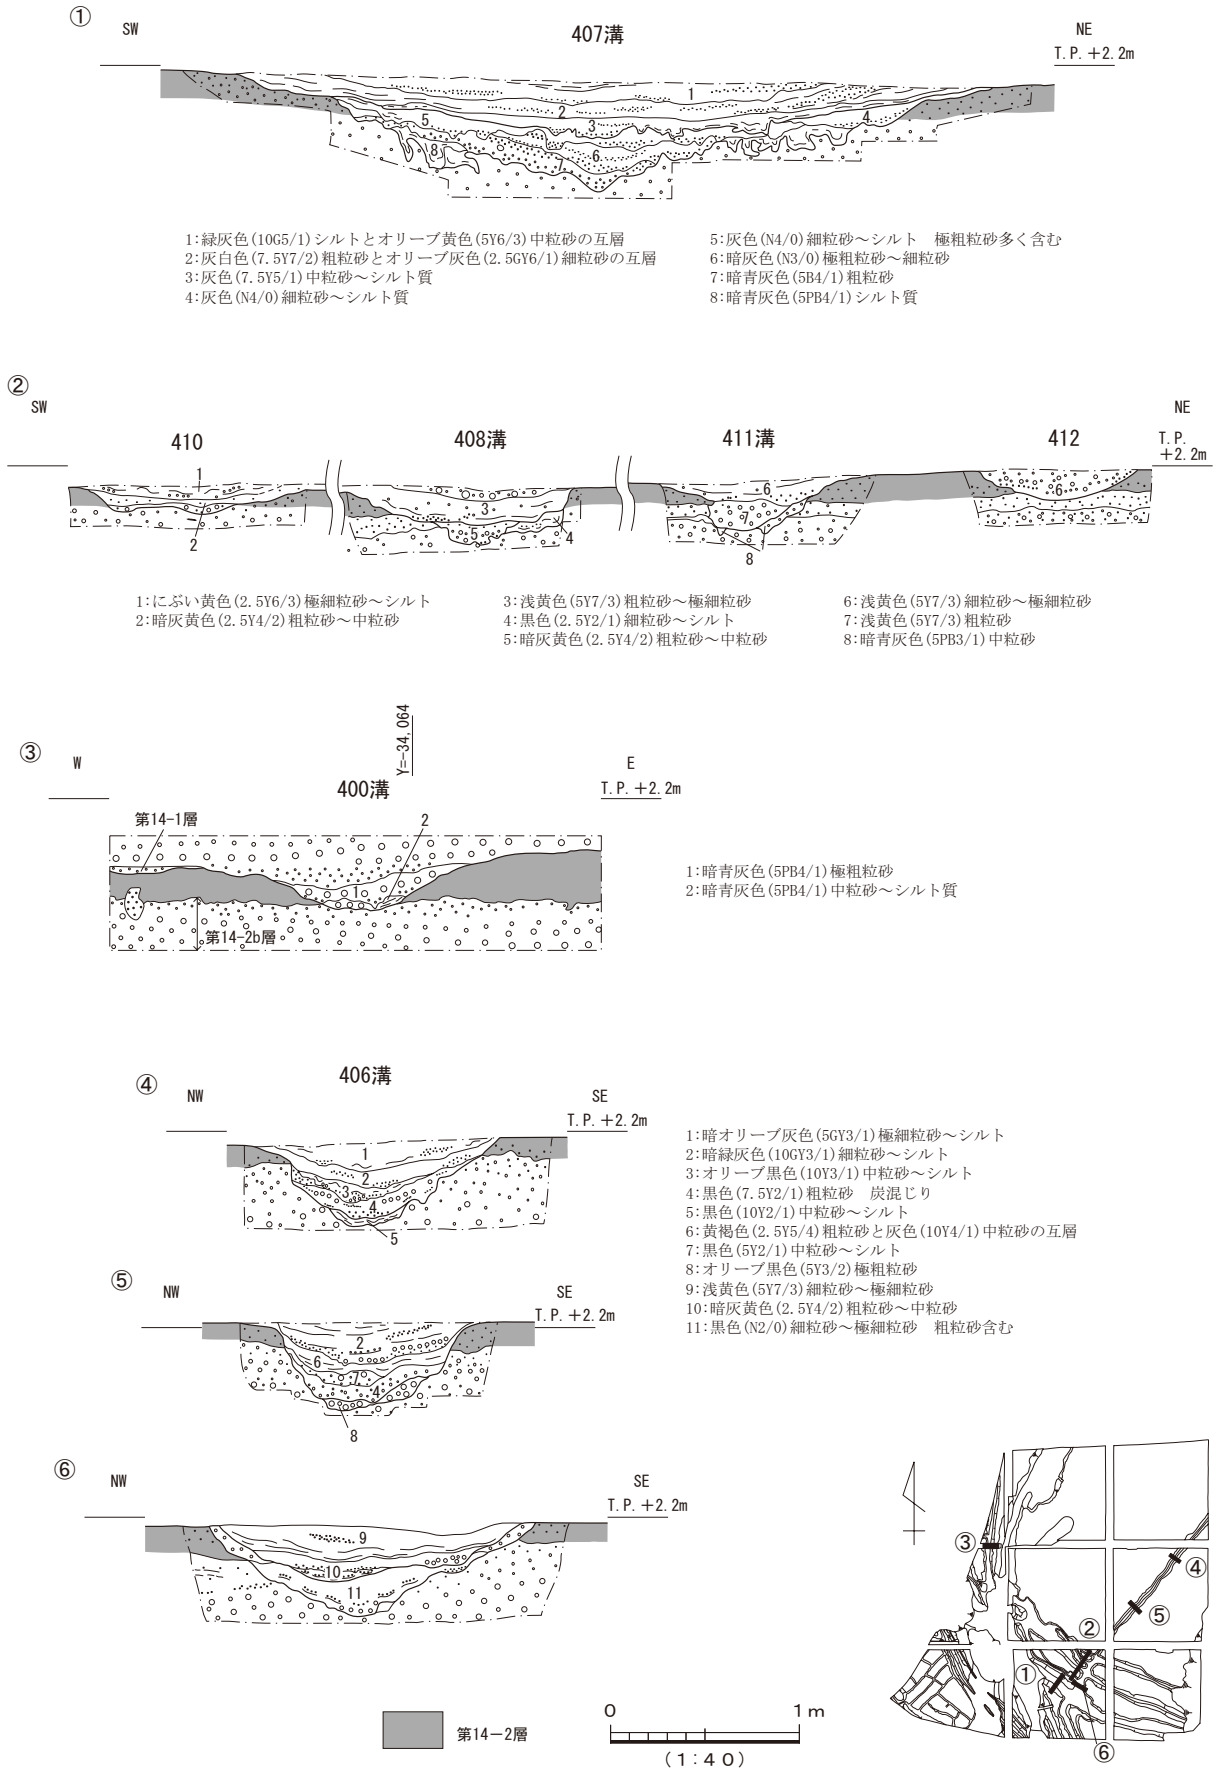 ①
SW
407溝
NE
T.P. +2.2m
1
2
3
4
5
6
7
8
1:緑灰色(10G5/1)シルトとオリーブ黄色(5Y6/3)中粒砂の互層
2:灰白色(7.5Y7/2)粗粒砂とオリーブ灰色(2.5GY6/1)細粒砂の互層
3:灰色(7.5Y5/1)中粒砂～シルト質
4:灰色(N4/0)細粒砂～シルト質
5:灰色(N4/0)細粒砂～シルト　極粗粒砂多く含む
6:暗灰色(N3/0)極粗粒砂～細粒砂
7:暗青灰色(5B4/1)粗粒砂
8:暗青灰色(5PB4/1)シルト質
②
SW
NE
410
408溝
411溝
412
T.P.
+2.2m
1
2
3
4
5
6
7
8
6
1:にぶい黄色(2.5Y6/3)極細粒砂～シルト
2:暗灰黄色(2.5Y4/2)粗粒砂～中粒砂
3:浅黄色(5Y7/3)粗粒砂～極細粒砂
4:黒色(2.5Y2/1)細粒砂～シルト
5:暗灰黄色(2.5Y4/2)粗粒砂～中粒砂
6:浅黄色(5Y7/3)細粒砂～極細粒砂
7:浅黄色(5Y7/3)粗粒砂
8:暗青灰色(5PB3/1)中粒砂
③
W
Y=-34,064
400溝
E
T.P. +2.2m
第14-1層
2
1
第14-2b層
1:暗青灰色(5PB4/1)極粗粒砂
2:暗青灰色(5PB4/1)中粒砂～シルト質
④
406溝
NW
SE
T.P. +2.2m
1
2
3
4
5
1:暗オリーブ灰色(5GY3/1)極細粒砂～シルト
2:暗緑灰色(10GY3/1)細粒砂～シルト
3:オリーブ黒色(10Y3/1)中粒砂～シルト
4:黒色(7.5Y2/1)粗粒砂　炭混じり
5:黒色(10Y2/1)中粒砂～シルト
6:黄褐色(2.5Y5/4)粗粒砂と灰色(10Y4/1)中粒砂の互層
7:黒色(5Y2/1)中粒砂～シルト
8:オリーブ黒色(5Y3/2)極粗粒砂
9:浅黄色(5Y7/3)細粒砂～極細粒砂
10:暗灰黄色(2.5Y4/2)粗粒砂～中粒砂
11:黒色(N2/0)細粒砂～極細粒砂　粗粒砂含む
⑤
NW
SE
T.P. +2.2m
2
6
7
4
8
⑥
NW
SE
T.P. +2.2m
9
10
11
③
④
⑤
②
①
⑥
第14－2層
0
1m
(1:40)